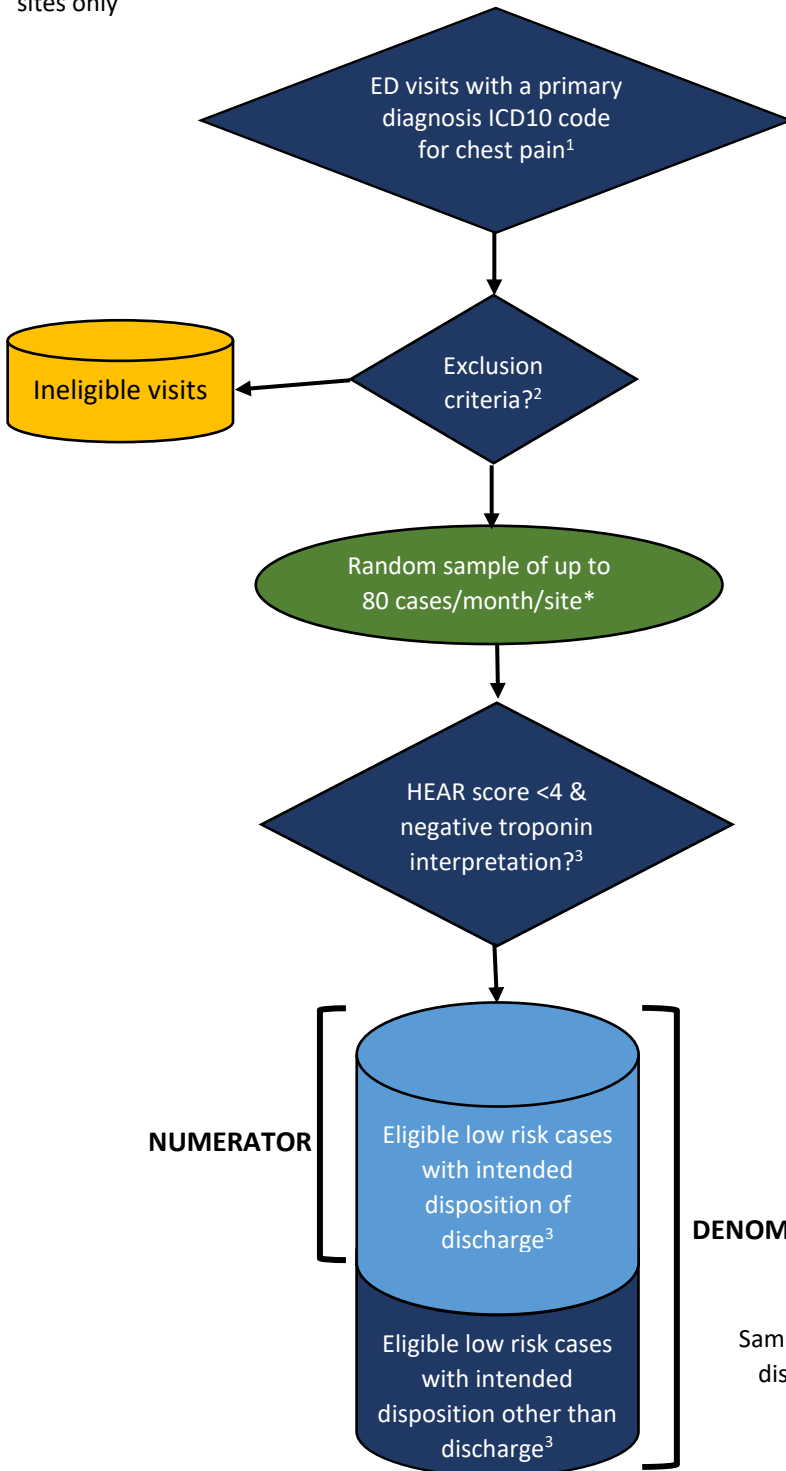 sites only
ED visits with a primary
diagnosis ICD10 code
for chest pain¹
Exclusion
criteria?²
Ineligible visits
Random sample of up to
80 cases/month/site*
HEAR score <4 &
negative troponin
interpretation?³
NUMERATOR
Eligible low risk cases
with intended
disposition of
discharge³
DENOM
Eligible low risk cases
with intended
disposition other than
discharge³
Sam
dis